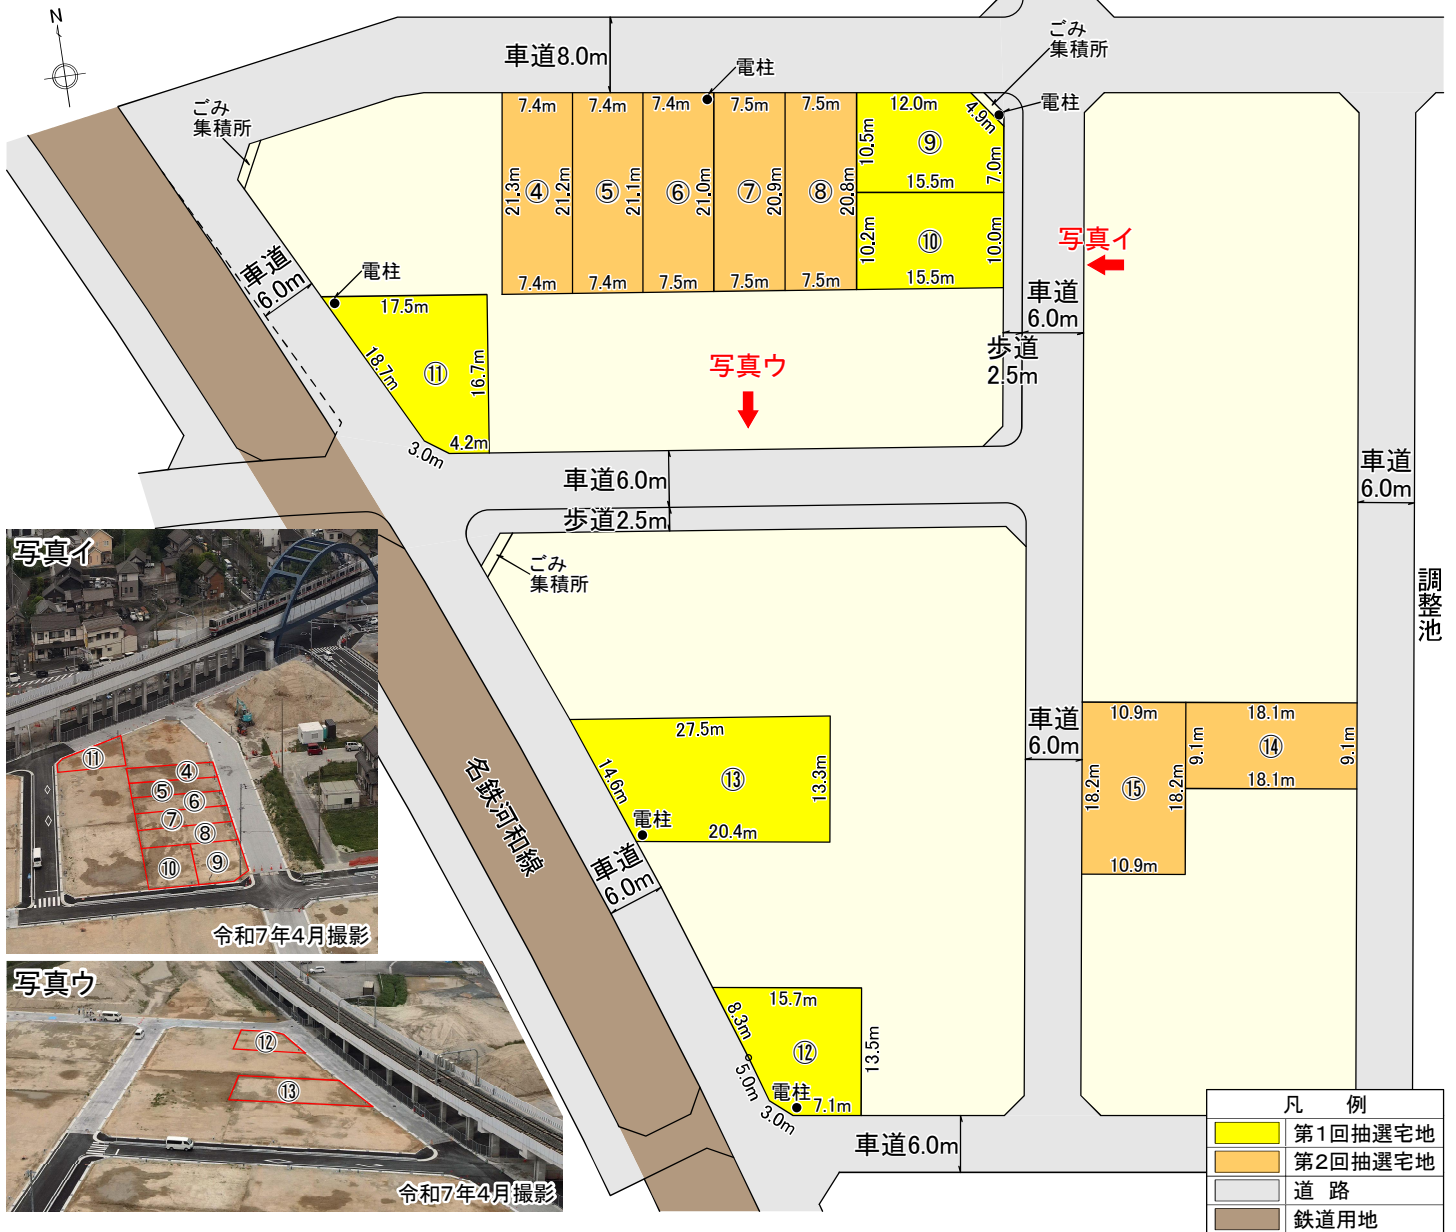 N
車道8.0m
電柱
ごみ
集積所
電柱
ごみ
集積所
7.4m
7.4m
7.4m
7.5m
7.5m
12.0m
4.9m
21.3m
④
21.2m
⑤
21.1m
⑥
21.0m
⑦
20.9m
⑧
20.8m
10.5m
⑨
7.0m
15.5m
10.2m
⑩
10.0m
15.5m
7.4m
7.4m
7.5m
7.5m
7.5m
写真イ
車道
6.0m
電柱
17.5m
18.7m
⑪
16.7m
4.2m
3.0m
写真ウ
車道
6.0m
歩道
2.5m
車道6.0m
歩道2.5m
車道
6.0m
ごみ
集積所
調整池
名鉄河和線
27.5m
14.6m
⑬
13.3m
電柱
20.4m
車道
6.0m
車道
6.0m
10.9m
18.2m
⑮
18.2m
10.9m
18.1m
9.1m
⑭
9.1m
18.1m
15.7m
8.3m
⑫
13.5m
5.0m
電柱
7.1m
3.0m
車道6.0m
写真イ
⑪
④
⑤
⑥
⑦
⑧
⑩
⑨
令和7年4月撮影
写真ウ
⑫
⑬
令和7年4月撮影
凡 例
第1回抽選宅地
第2回抽選宅地
道 路
鉄道用地